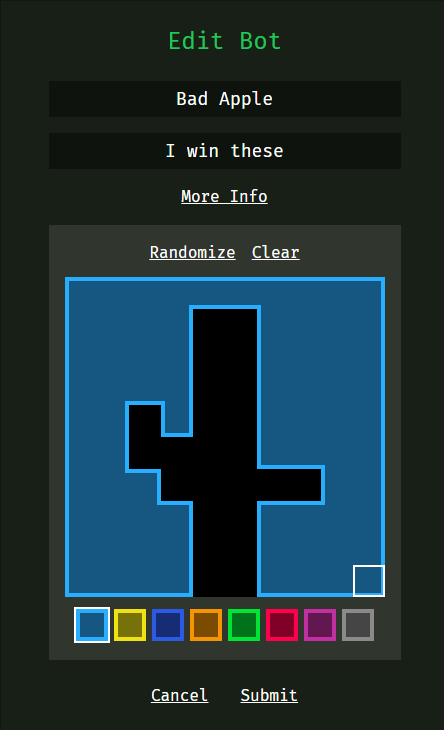 Edit Bot
Bad Apple
I win these
More Info
Randomize Clear
Cancel Submit